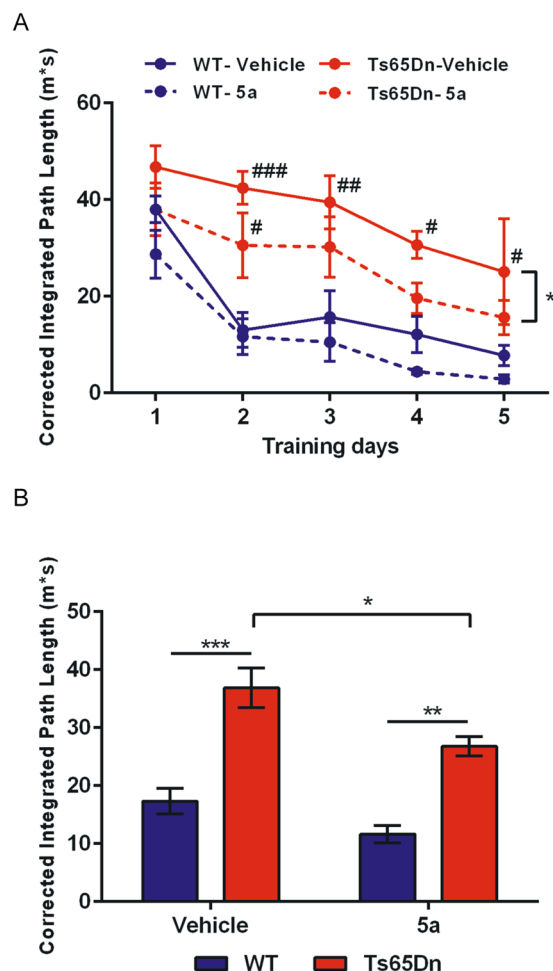 A
WT- Vehicle
Ts65Dn-Vehicle
WT- 5a
Ts65Dn- 5a
Corrected Integrated Path Length (m*s)
60
40
20
0
###
##
#
#
#
*
1 2 3 4 5
Training days
B
Corrected Integrated Path Length (m*s)
50
40
30
20
10
0
*
***
**
Vehicle 5a
WT Ts65Dn